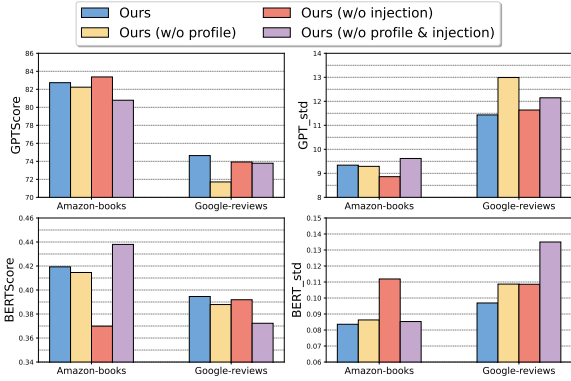 Ours
Ours (w/o injection)
Ours (w/o profile)
Ours (w/o profile & injection)
GPTScore
86
84
82
80
78
76
74
72
70
Amazon-books
Google-reviews
GPT_std
14
13
12
11
10
9
8
Amazon-books
Google-reviews
BERTScore
0.46
0.44
0.42
0.40
0.38
0.36
0.34
Amazon-books
Google-reviews
BERT_std
0.15
0.14
0.13
0.12
0.11
0.10
0.09
0.08
0.07
0.06
Amazon-books
Google-reviews